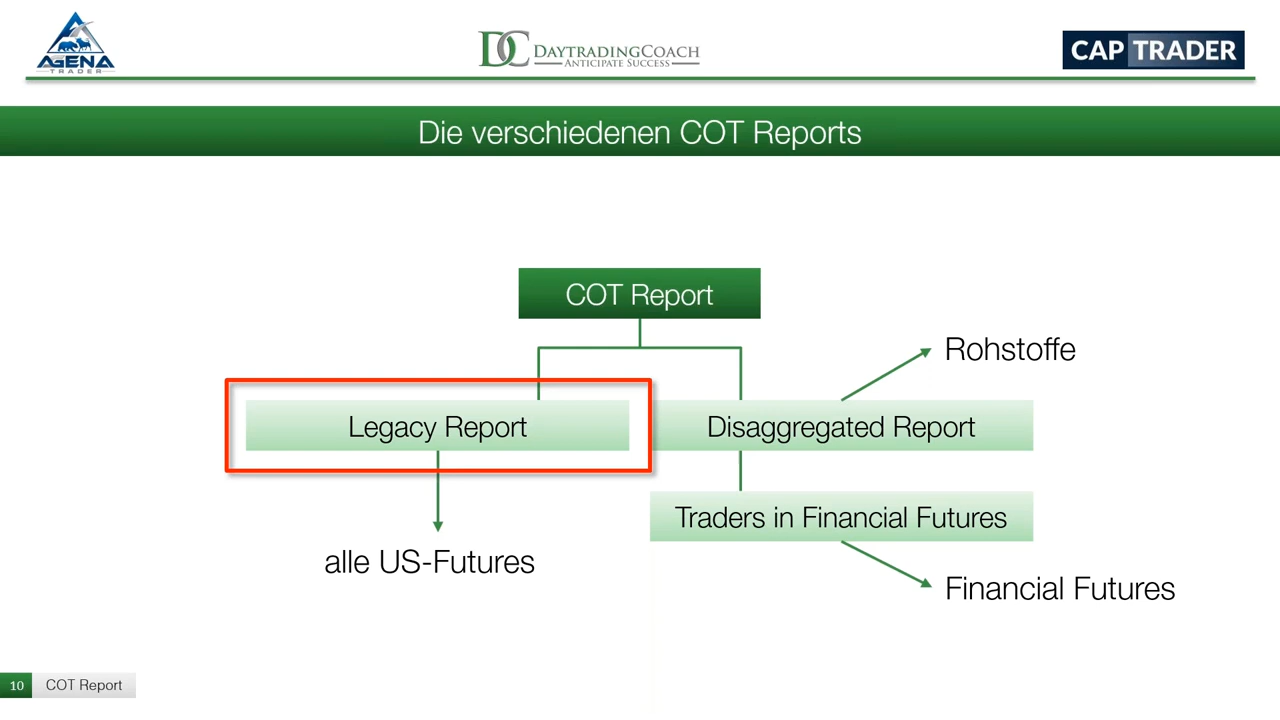 AGENA
TRADER
DC DAYTRADINGCOACH
ANTICIPATE SUCCESS
CAP TRADER
Die verschiedenen COT Reports
COT Report
Rohstoffe
Legacy Report
Disaggregated Report
Traders in Financial Futures
alle US-Futures
Financial Futures
10 COT Report